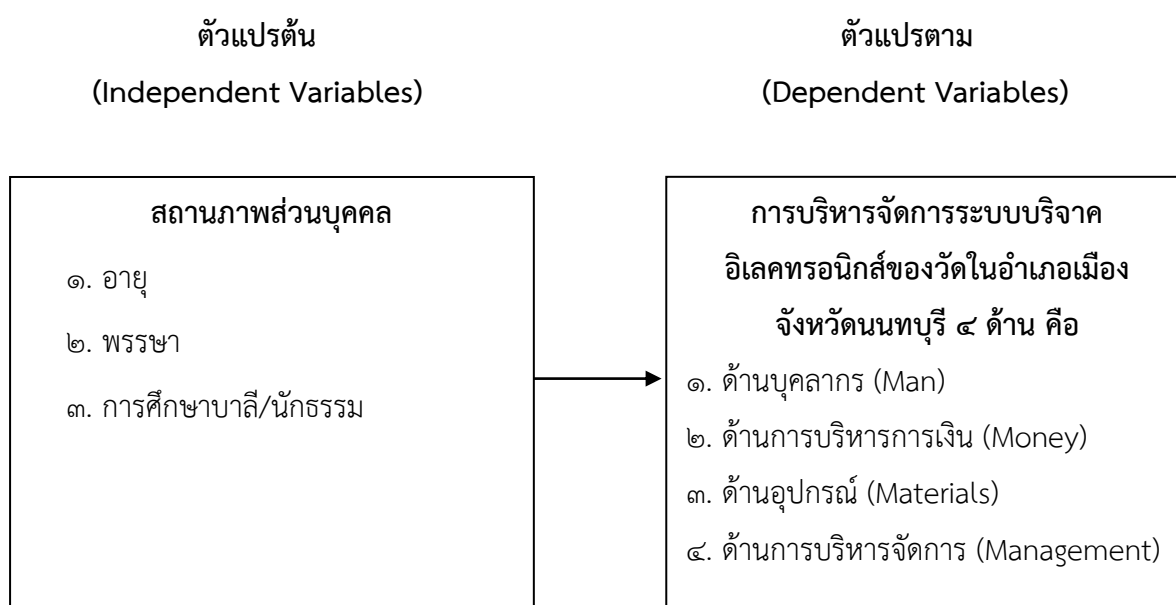 ตัวแปรต้น
(Independent Variables)
ตัวแปรตาม
(Dependent Variables)
สถานภาพส่วนบุคคล
๑. อายุ
๒. พรรษา
๓. การศึกษาบาลี/นักธรรม
การบริหารจัดการระบบบริจาค
อิเลคทรอนิกส์ของวัดในอำเภอเมือง
จังหวัดนนทบุรี ๔ ด้าน คือ
๑. ด้านบุคลากร (Man)
๒. ด้านการบริหารการเงิน (Money)
๓. ด้านอุปกรณ์ (Materials)
๔. ด้านการบริหารจัดการ (Management)